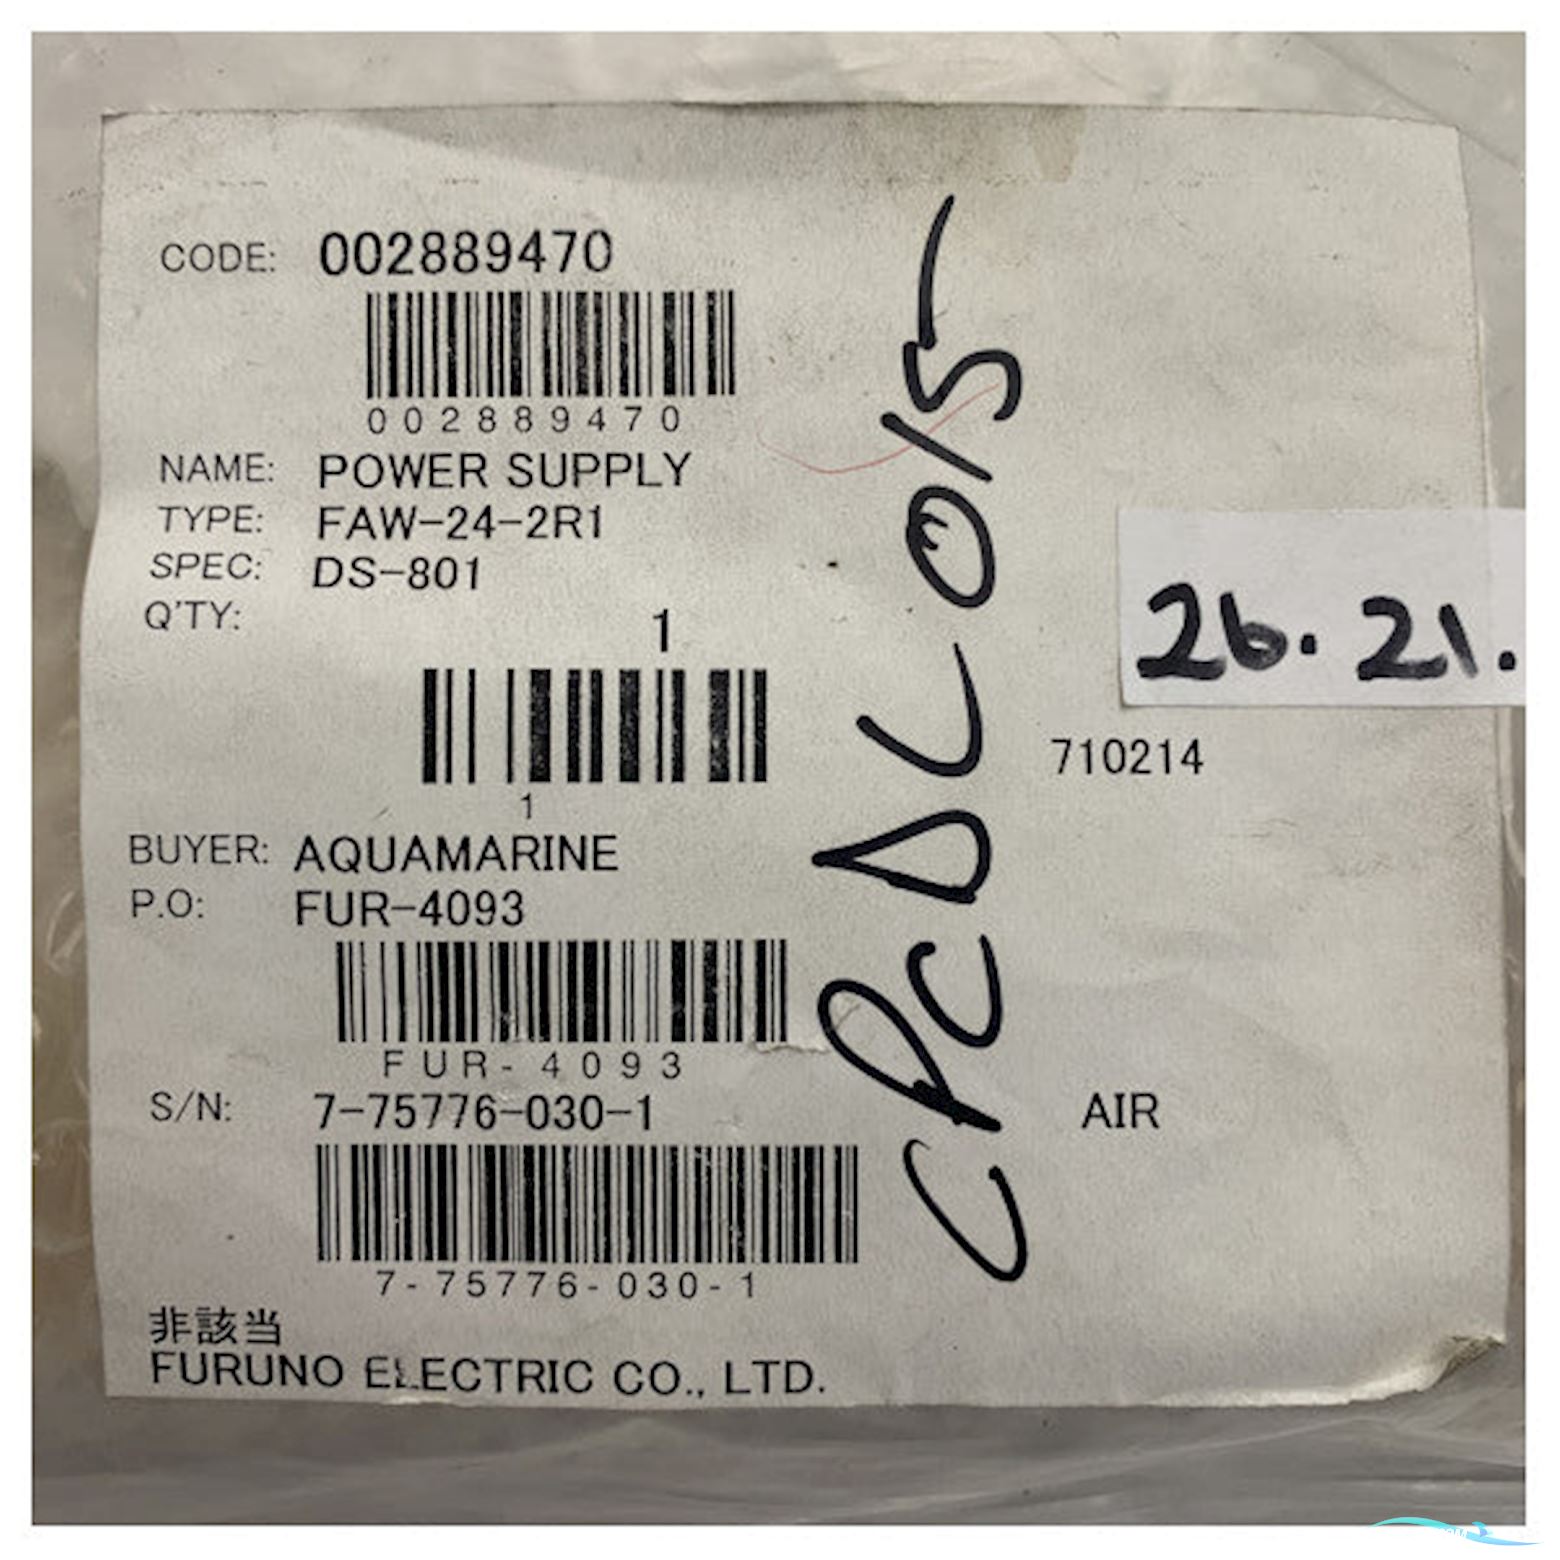 CODE: 002889470
002889470
NAME: POWER SUPPLY
TYPE: FAW-24-2R1
SPEC: DS-801
Q'TY: 1
1
BUYER: AQUAMARINE
P.O: FUR-4093
FUR-4093
S/N: 7-75776-030-1
7-75776-030-1
非該当
FURUNO ELECTRIC CO., LTD.
26. 21.
710214
AIR